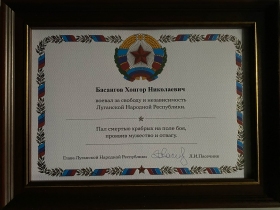 Басангов Хонгор Николаевич
воевал за свободу и независимость
Луганской Народной Республики.
Пал смертью храбрых на поле боя,
проявив мужество и отвагу.
Глава Луганской Народной Республики Л.И.Пасечник